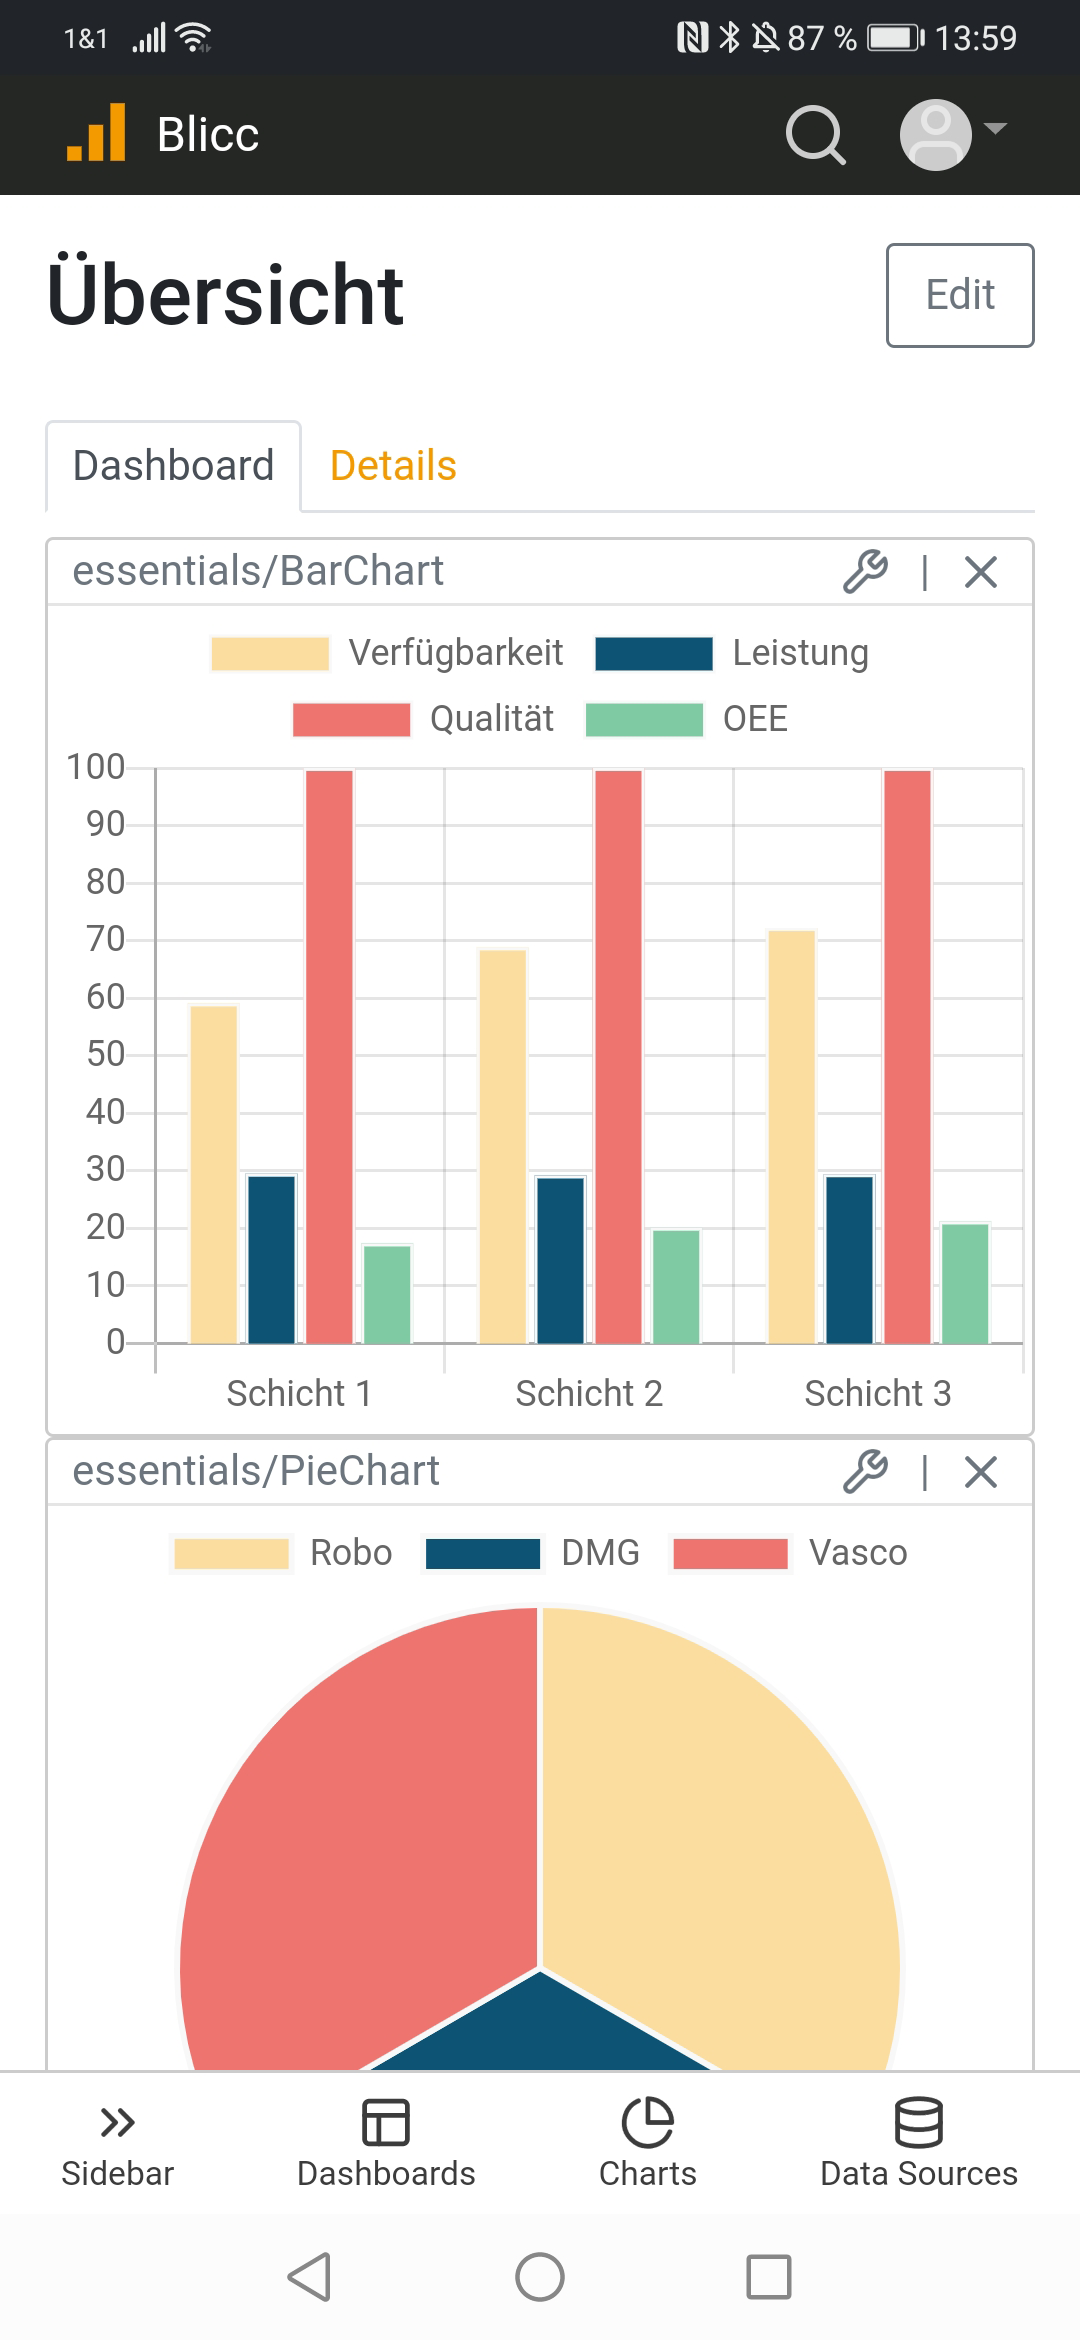 1&1 87 % 13:59
Blicc
Übersicht Edit
Dashboard Details
essentials/BarChart
Verfügbarkeit Leistung
Qualität OEE
100
90
80
70
60
50
40
30
20
10
0
Schicht 1 Schicht 2 Schicht 3
essentials/PieChart
Robo DMG Vasco
Sidebar Dashboards Charts Data Sources